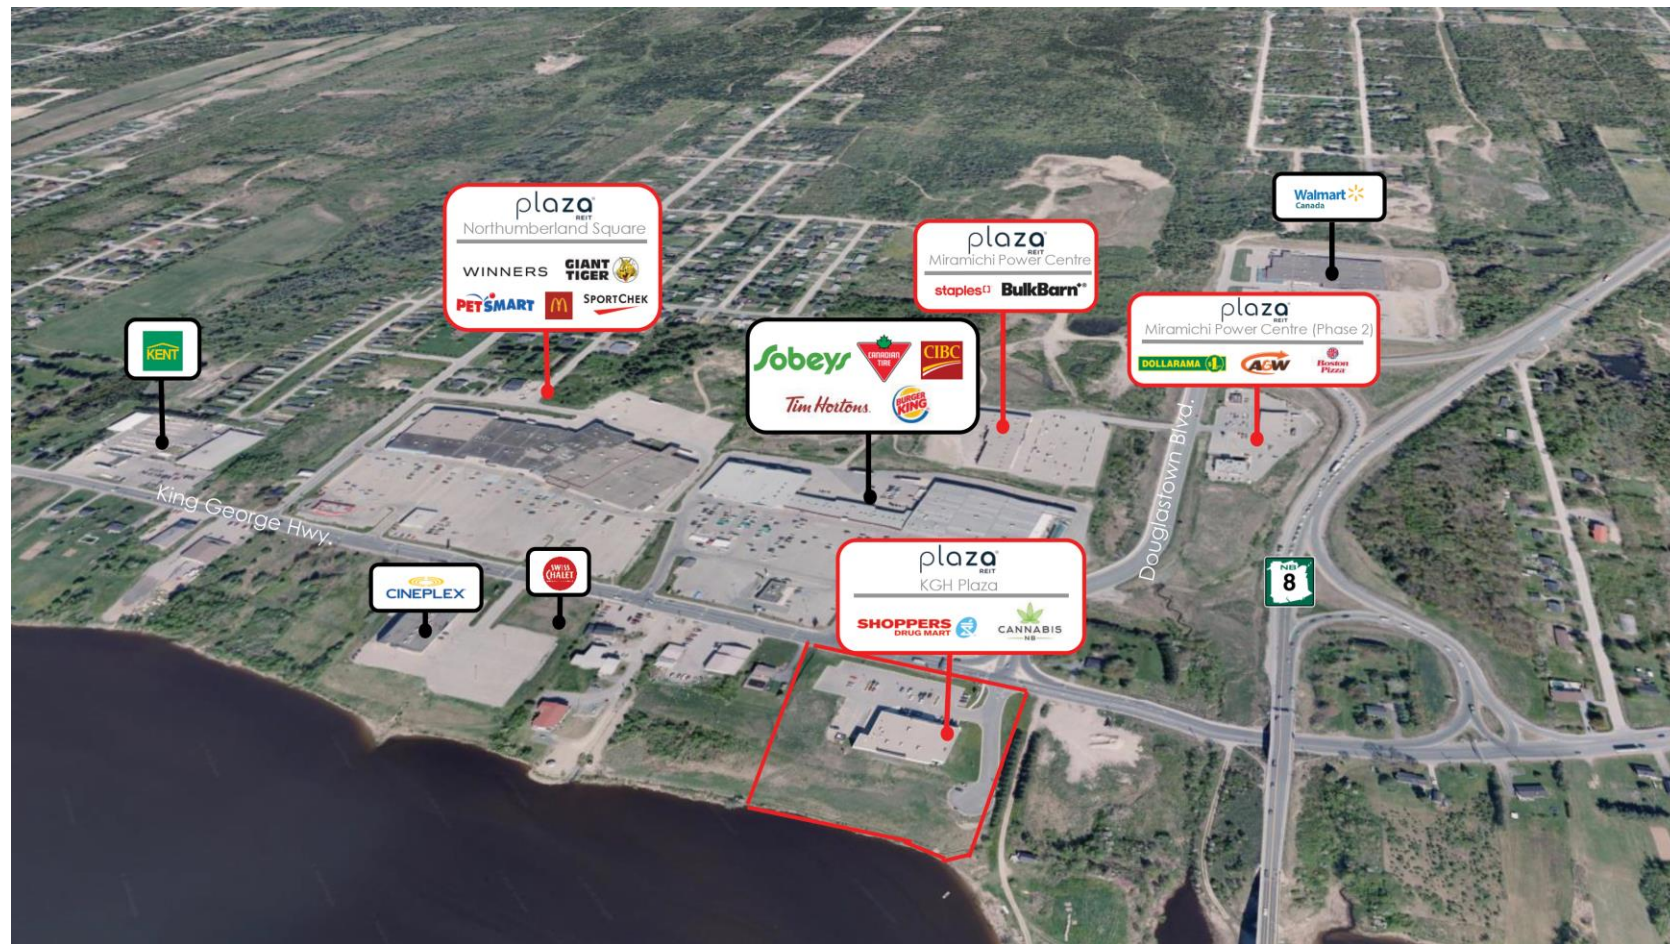 plaza
REIT
Northumberland Square
WINNERS
GIANT
TIGER
PETSMART
M
SPORTCHEK
plaza
REIT
Miramichi Power Centre
staples
BulkBarn
Walmart
Canada
plaza
REIT
Miramichi Power Centre (Phase 2)
DOLLARAMA 1
A&W
Boston
Pizza
KENT
Sobeys
CANADIAN
TIRE
CIBC
Tim Hortons.
BURGER
KING
Douglastown Blvd.
King George Hwy.
CINEPLEX
SWISS
CHALET
plaza
REIT
KGH Plaza
SHOPPERS
DRUG MART
CANNABIS
NB
NB
8